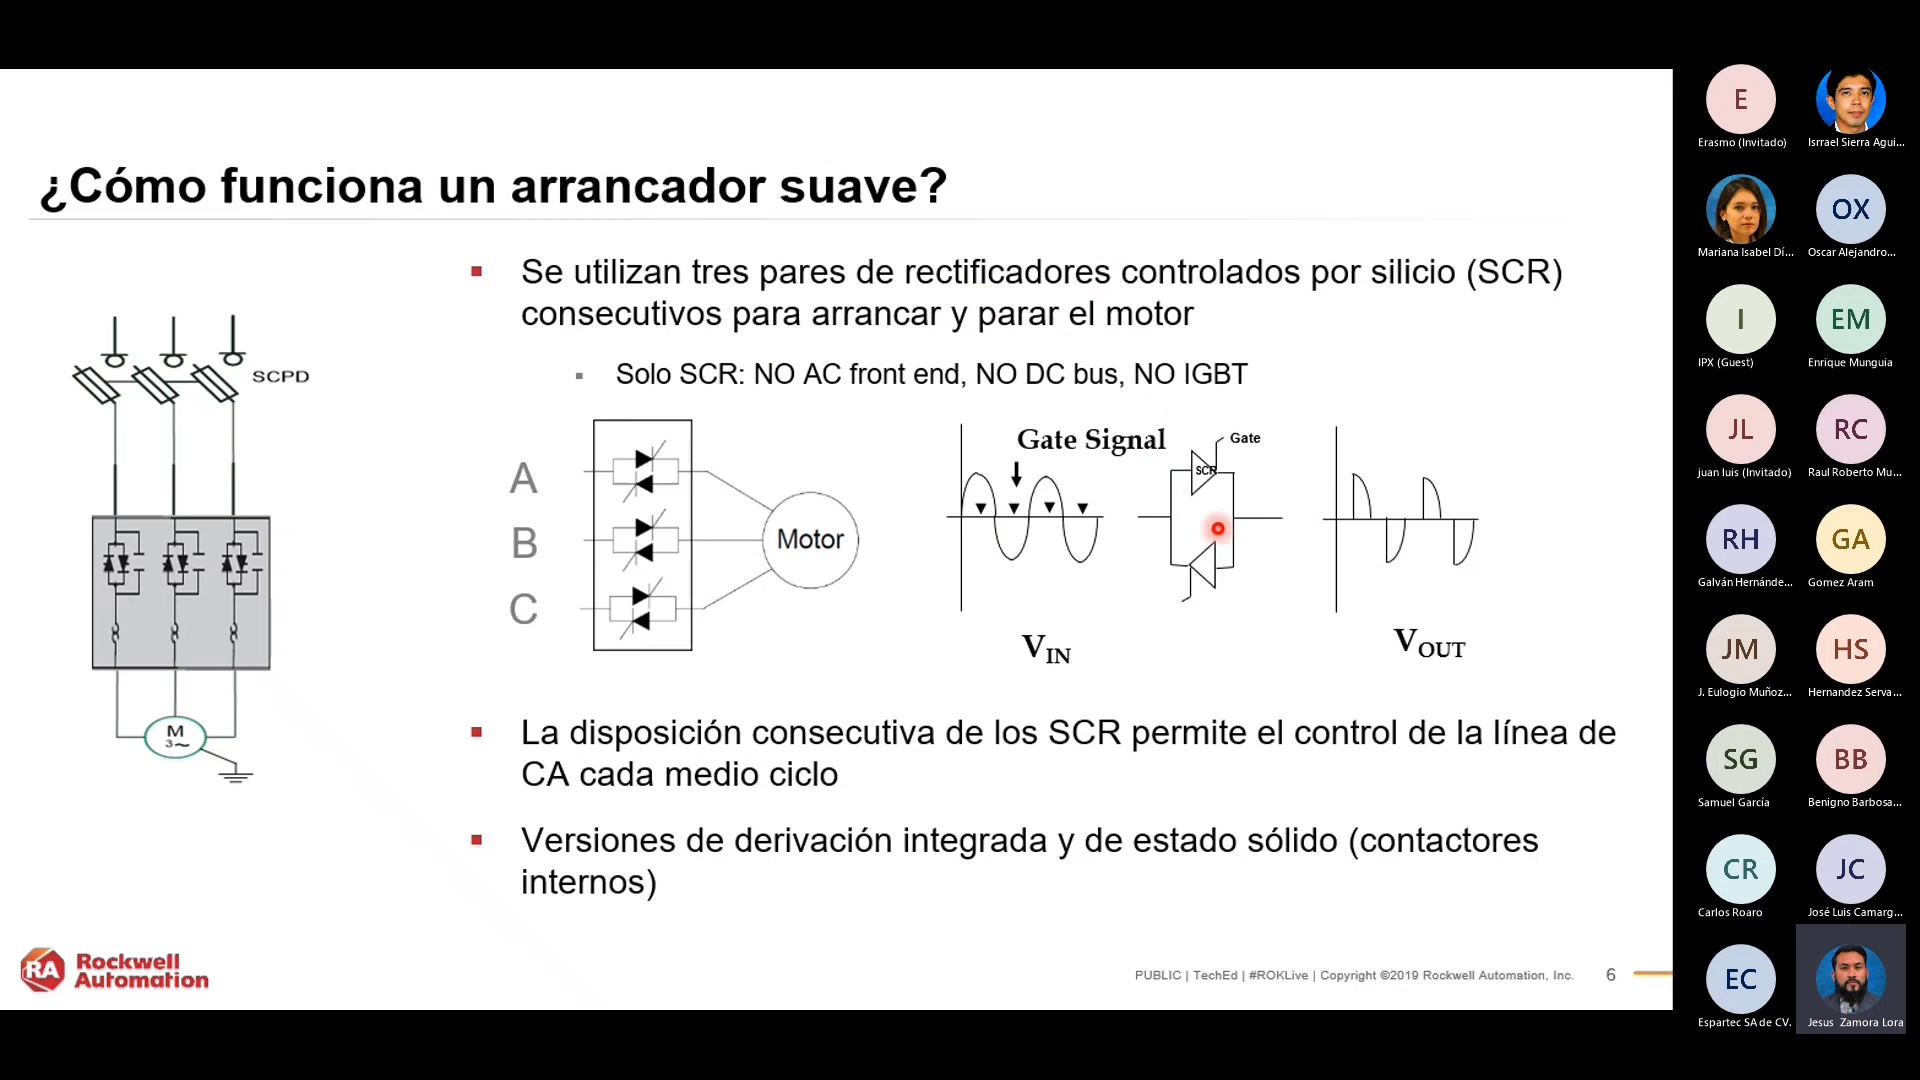 ¿Cómo funciona un arrancador suave?
Se utilizan tres pares de rectificadores controlados por silicio (SCR)
consecutivos para arrancar y parar el motor
Solo SCR: NO AC front end, NO DC bus, NO IGBT
SCPD
M
3~
A
B
C
Motor
Gate Signal
Gate
SCR
VIN
VOUT
La disposición consecutiva de los SCR permite el control de la línea de
CA cada medio ciclo
Versiones de derivación integrada y de estado sólido (contactores
internos)
RA
Rockwell
Automation
PUBLIC | TechEd | #ROKLive | Copyright ©2019 Rockwell Automation, Inc.
6
E
Erasmo (Invitado)
Isrrael Sierra Agui...
Mariana Isabel Dí...
OX
Oscar Alejandro...
I
IPX (Guest)
EM
Enrique Munguia
JL
juan luis (Invitado)
RC
Raul Roberto Mu...
RH
Galván Hernánde...
GA
Gomez Aram
JM
J. Eulogio Muñoz...
HS
Hernandez Serva...
SG
Samuel García
BB
Benigno Barbosa...
CR
Carlos Roaro
JC
José Luis Camarg...
EC
Espartec SA de CV.
Jesus Zamora Lora